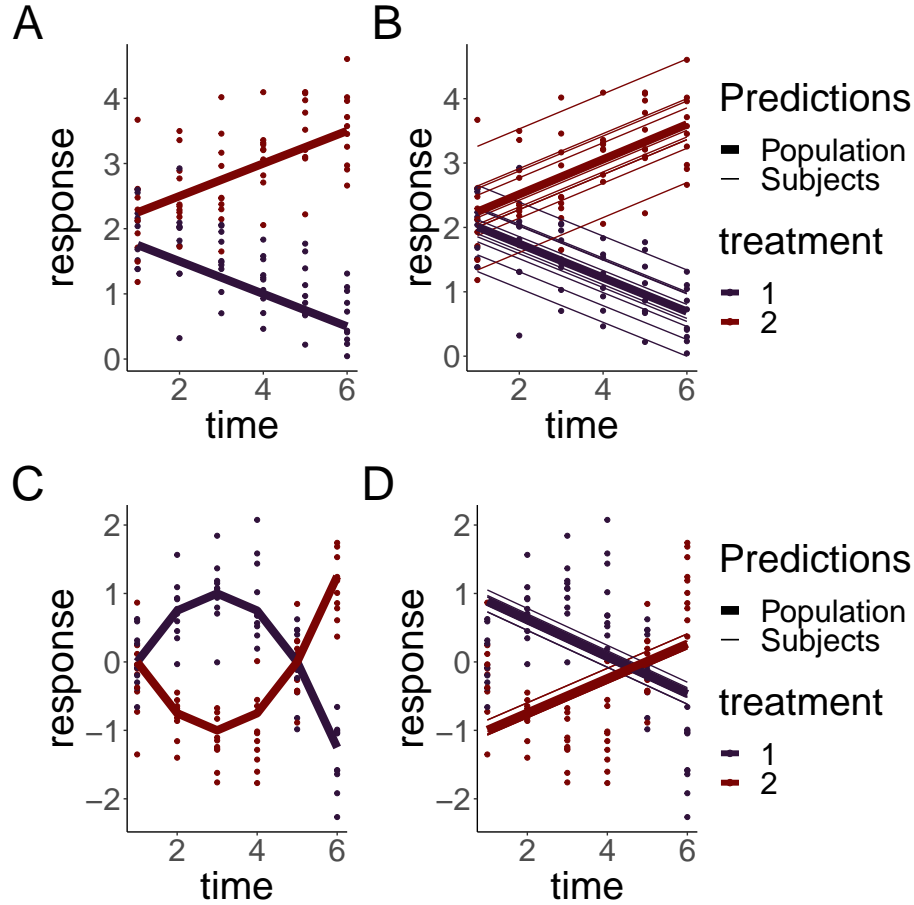 A
B
response
4
3
2
1
0
2
4
6
time
response
4
3
2
1
0
2
4
6
time
Predictions
Population
Subjects
treatment
1
2
C
D
response
2
1
0
−1
−2
2
4
6
time
response
2
1
0
−1
−2
2
4
6
time
Predictions
Population
Subjects
treatment
1
2